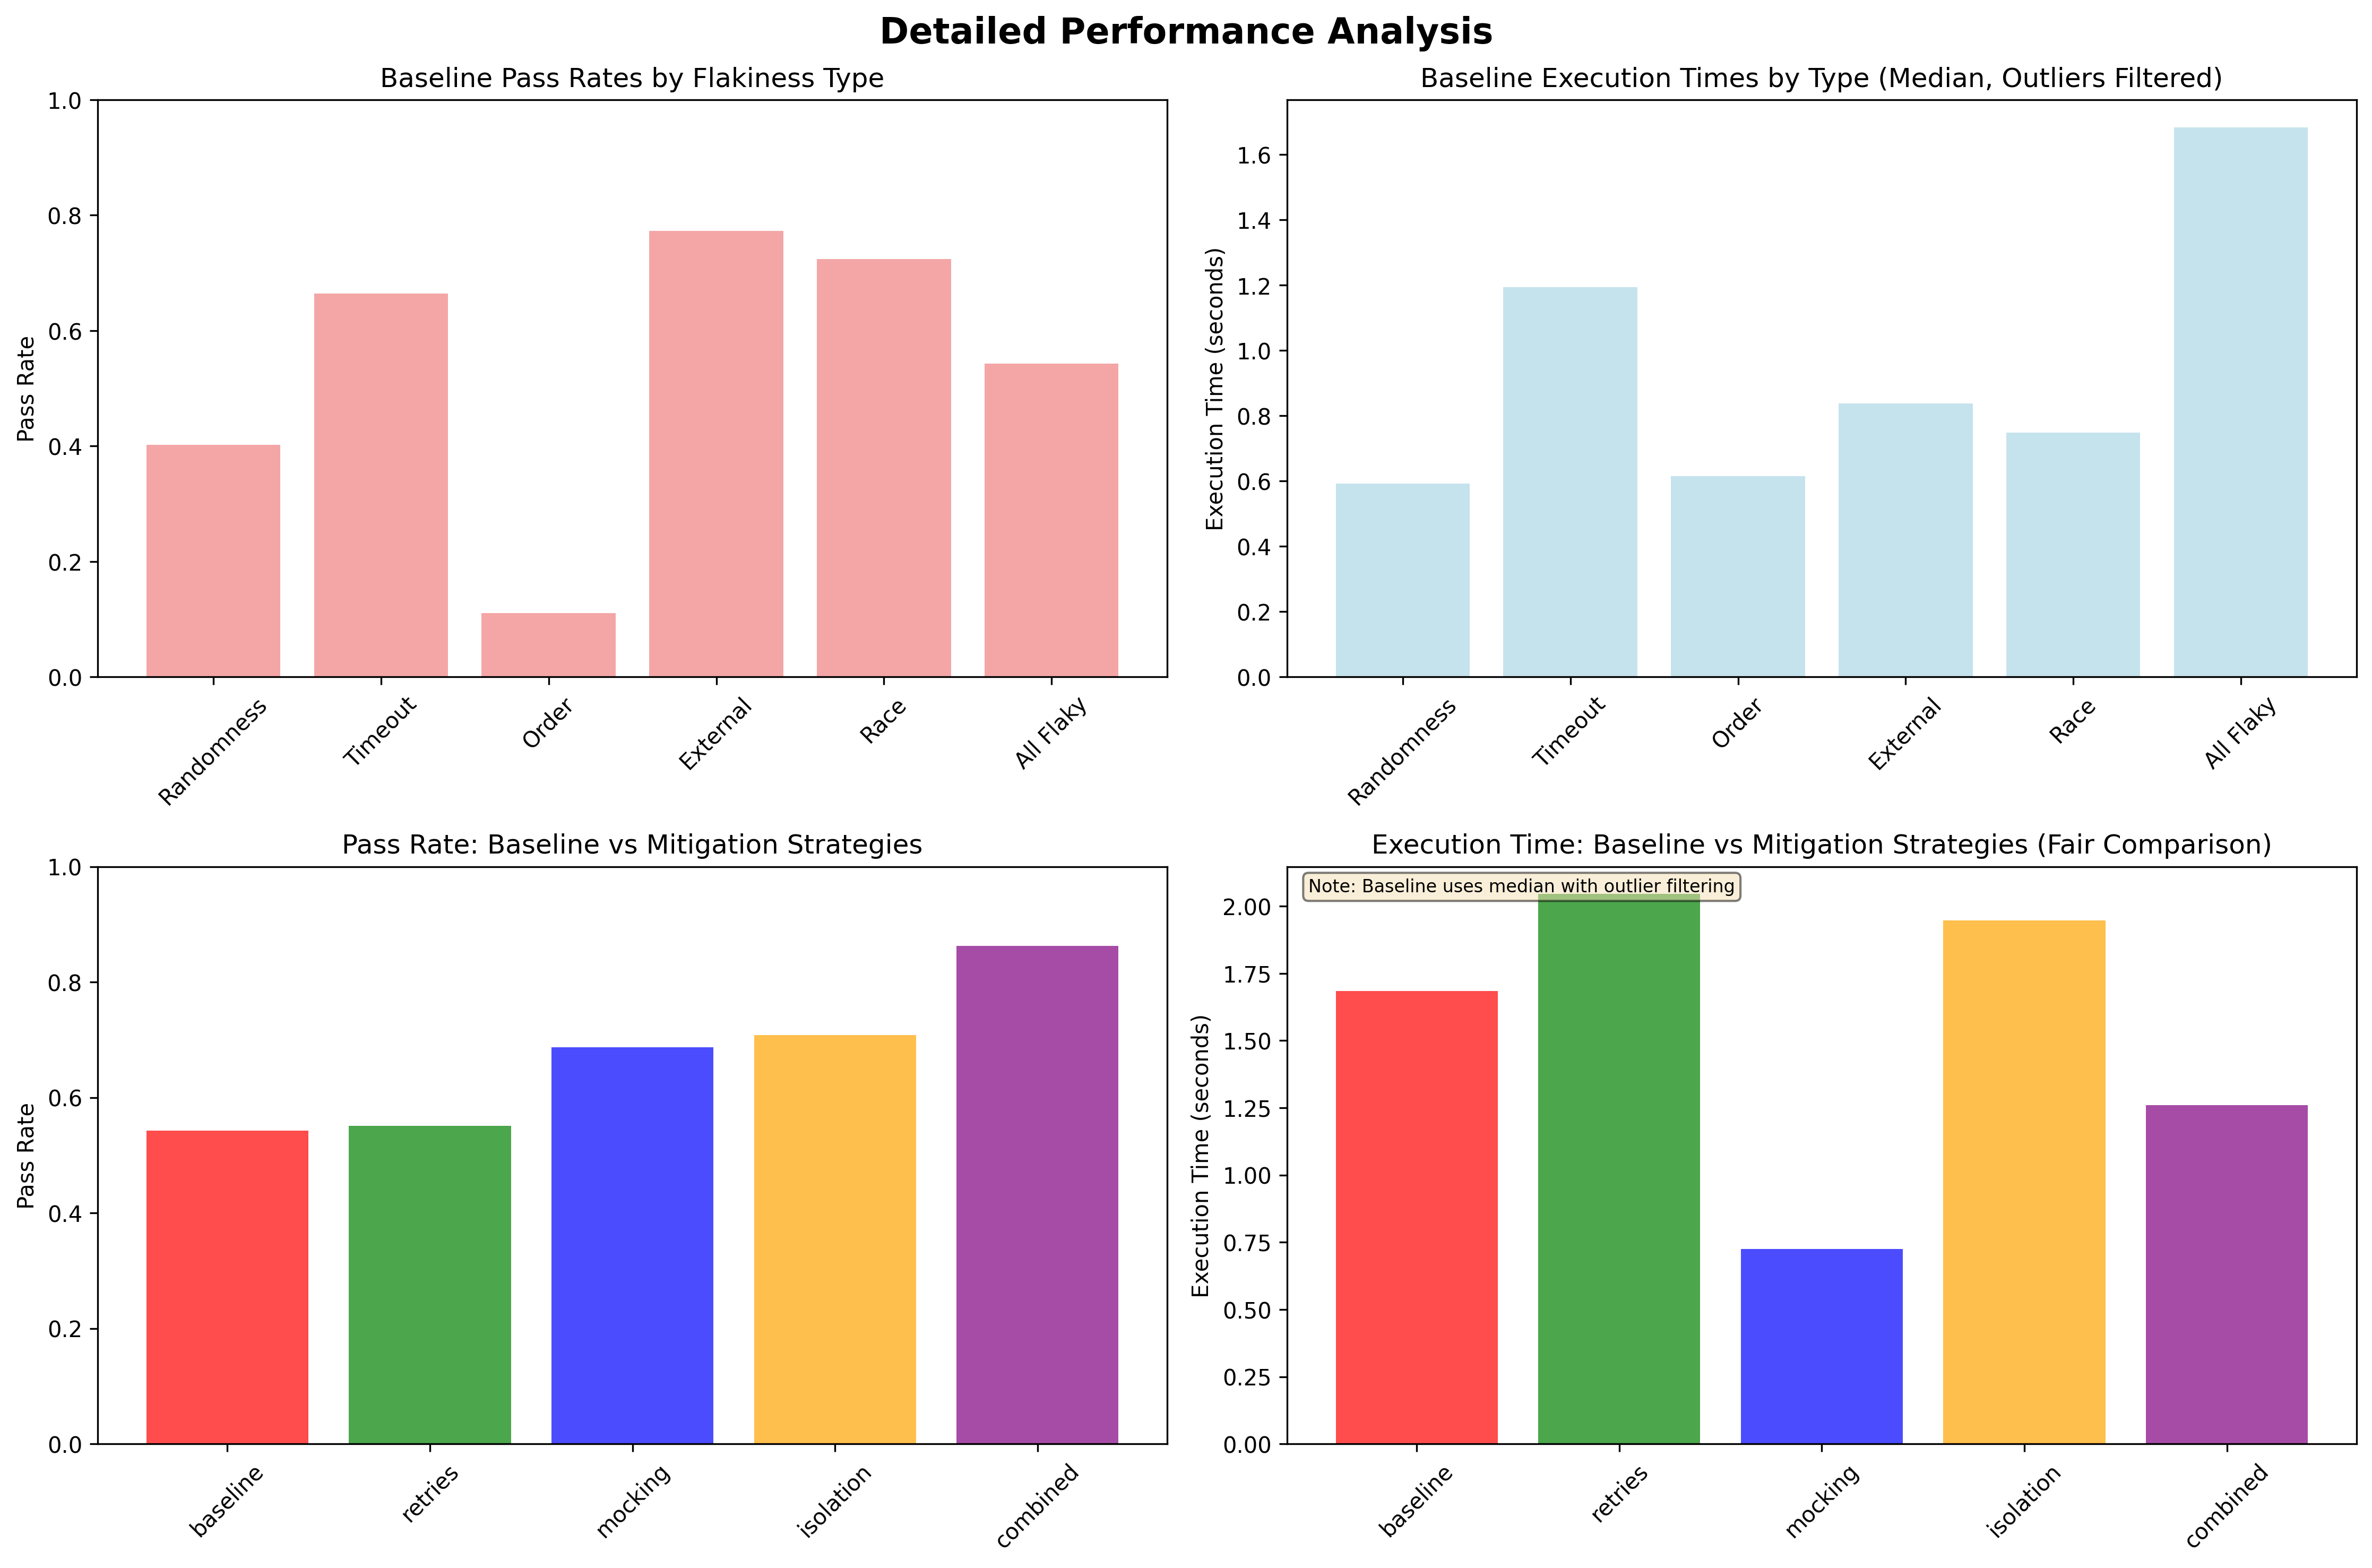 Detailed Performance Analysis
Baseline Pass Rates by Flakiness Type
Pass Rate
1.0
0.8
0.6
0.4
0.2
0.0
Randomness
Timeout
Order
External
Race
All Flaky
Baseline Execution Times by Type (Median, Outliers Filtered)
Execution Time (seconds)
1.6
1.4
1.2
1.0
0.8
0.6
0.4
0.2
0.0
Randomness
Timeout
Order
External
Race
All Flaky
Pass Rate: Baseline vs Mitigation Strategies
Pass Rate
1.0
0.8
0.6
0.4
0.2
0.0
baseline
retries
mocking
isolation
combined
Execution Time: Baseline vs Mitigation Strategies (Fair Comparison)
Note: Baseline uses median with outlier filtering
Execution Time (seconds)
2.00
1.75
1.50
1.25
1.00
0.75
0.50
0.25
0.00
baseline
retries
mocking
isolation
combined